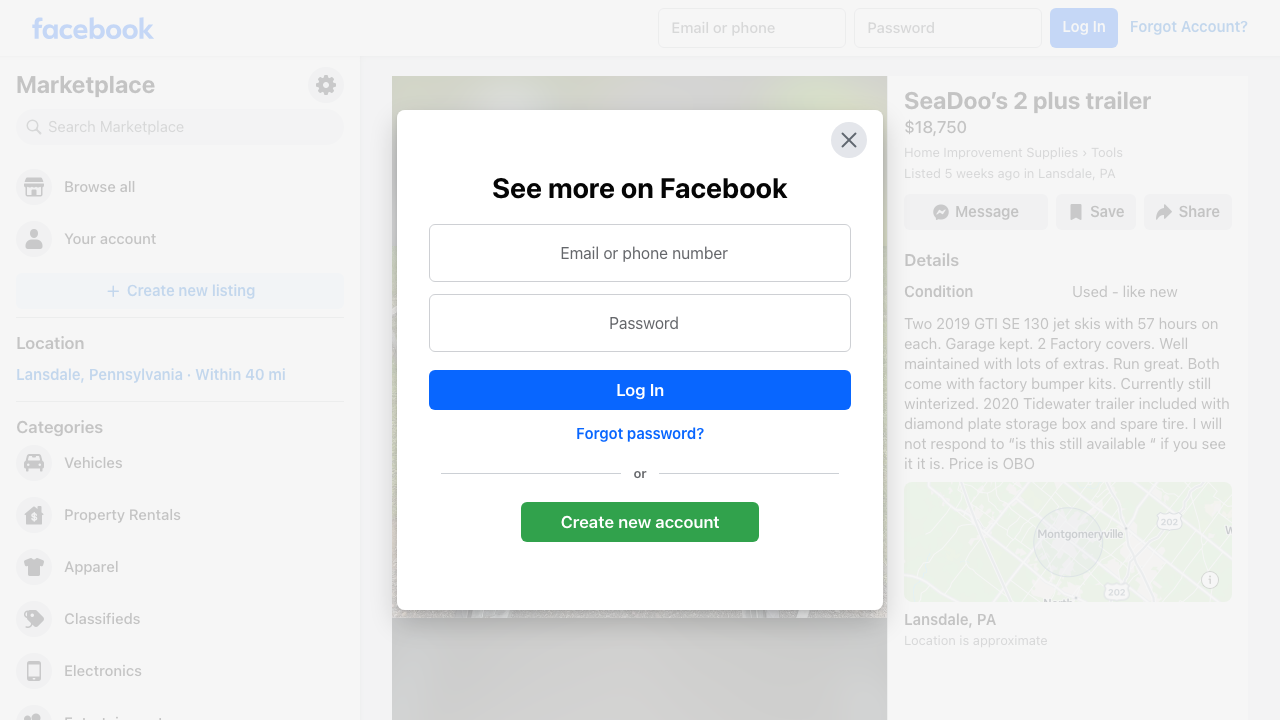 facebook
Email or phone
Password
Log In
Forgot Account?
Marketplace
Search Marketplace
Browse all
Your account
Create new listing
Location
Lansdale, Pennsylvania · Within 40 mi
Categories
Vehicles
Property Rentals
Apparel
Classifieds
Electronics
See more on Facebook
Email or phone number
Password
Log In
Forgot password?
or
Create new account
SeaDoo’s 2 plus trailer
$18,750
Home Improvement Supplies › Tools
Listed 5 weeks ago in Lansdale, PA
Message
Save
Share
Details
Condition
Used - like new
Two 2019 GTI SE 130 jet skis with 57 hours on
each. Garage kept. 2 Factory covers. Well
maintained with lots of extras. Run great. Both
come with factory bumper kits. Currently still
winterized. 2020 Tidewater trailer included with
diamond plate storage box and spare tire. I will
not respond to “is this still available “ if you see
it it is. Price is OBO
202
Montgomeryville
202
Lansdale, PA
Location is approximate